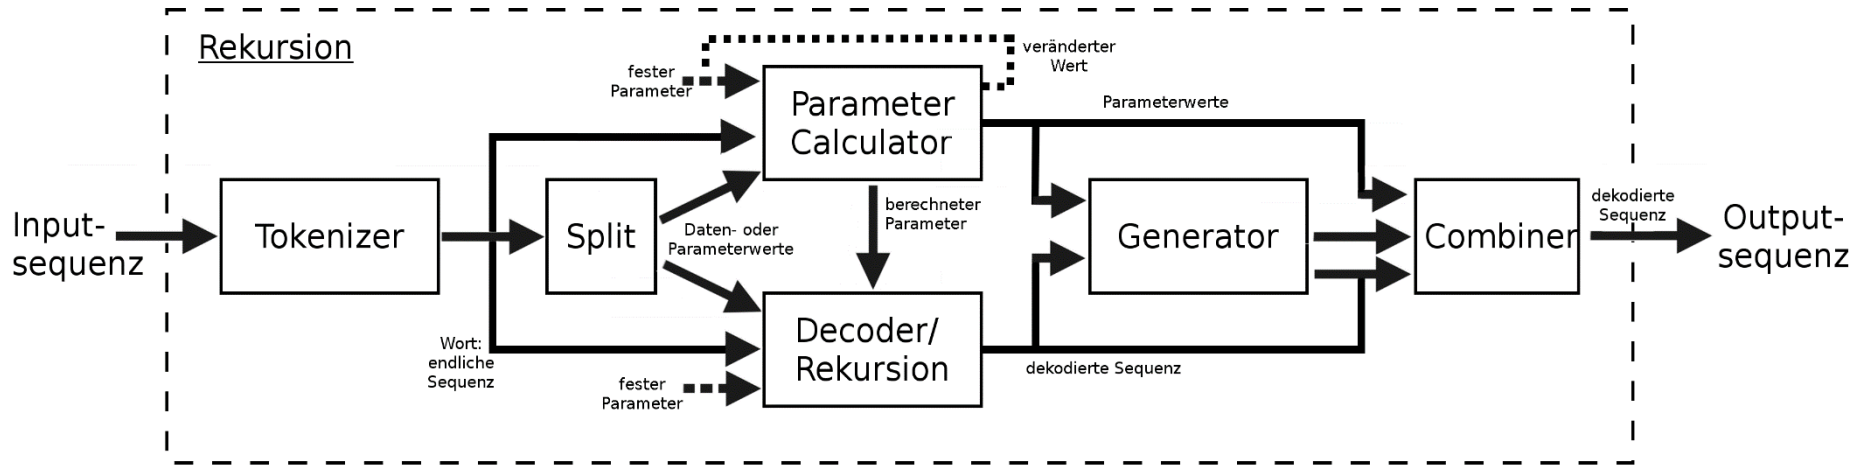 Rekursion
veränderter
Wert
fester
Parameter
Parameter
Calculator
Parameterwerte
Input-
sequenz
Tokenizer
Split
Daten- oder
Parameterwerte
berechneter
Parameter
Generator
Combiner
dekodierte
Sequenz
Output-
sequenz
Wort:
endliche
Sequenz
Decoder/
Rekursion
dekodierte Sequenz
fester
Parameter